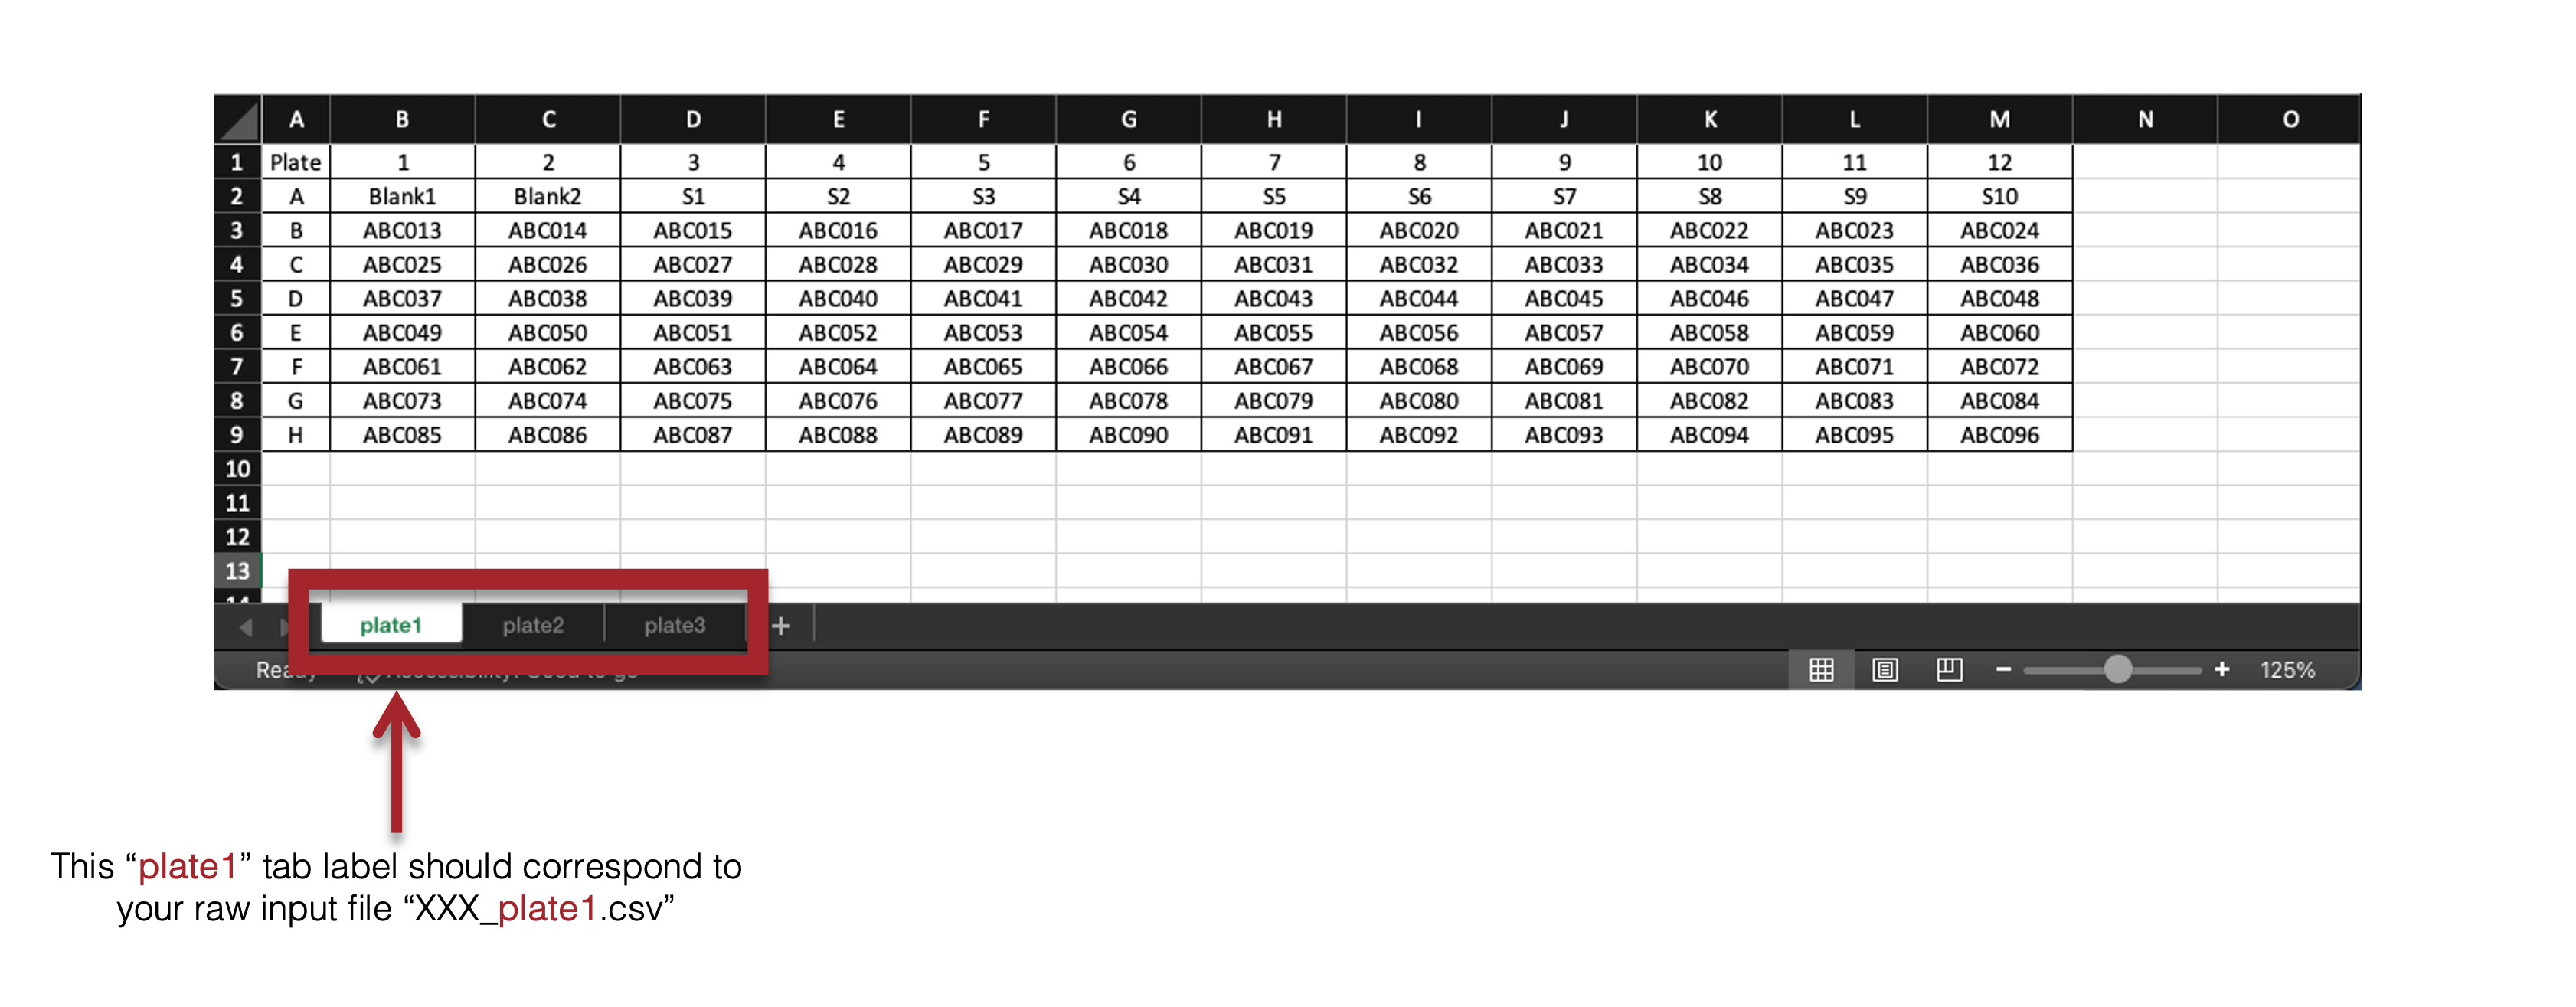 A B C D E F G H I J K L M N O
1 Plate 1 2 3 4 5 6 7 8 9 10 11 12
2 A Blank1 Blank2 S1 S2 S3 S4 S5 S6 S7 S8 S9 S10
3 B ABC013 ABC014 ABC015 ABC016 ABC017 ABC018 ABC019 ABC020 ABC021 ABC022 ABC023 ABC024
4 C ABC025 ABC026 ABC027 ABC028 ABC029 ABC030 ABC031 ABC032 ABC033 ABC034 ABC035 ABC036
5 D ABC037 ABC038 ABC039 ABC040 ABC041 ABC042 ABC043 ABC044 ABC045 ABC046 ABC047 ABC048
6 E ABC049 ABC050 ABC051 ABC052 ABC053 ABC054 ABC055 ABC056 ABC057 ABC058 ABC059 ABC060
7 F ABC061 ABC062 ABC063 ABC064 ABC065 ABC066 ABC067 ABC068 ABC069 ABC070 ABC071 ABC072
8 G ABC073 ABC074 ABC075 ABC076 ABC077 ABC078 ABC079 ABC080 ABC081 ABC082 ABC083 ABC084
9 H ABC085 ABC086 ABC087 ABC088 ABC089 ABC090 ABC091 ABC092 ABC093 ABC094 ABC095 ABC096
10
11
12
13
plate1 plate2 plate3 +
125%
This “plate1” tab label should correspond to
your raw input file “XXX_plate1.csv”